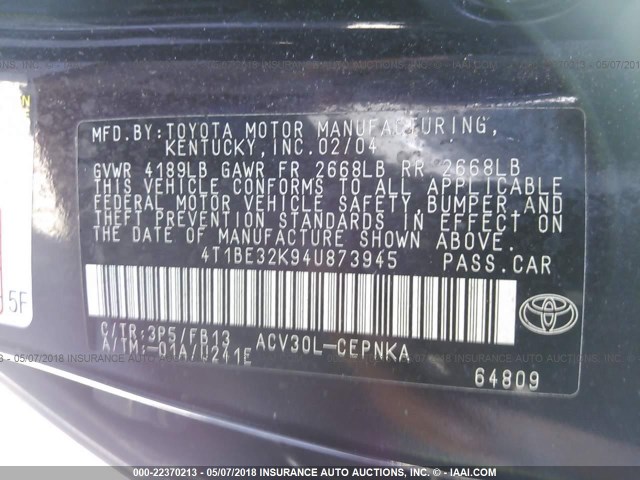 MFD. BY: TOYOTA MOTOR MANUFACTURING,
KENTUCKY, INC. 02/04
GVWR 4189LB GAWR FR 2668LB RR 2668LB
THIS VEHICLE CONFORMS TO ALL APPLICABLE
FEDERAL MOTOR VEHICLE SAFETY, BUMPER, AND
THEFT PREVENTION STANDARDS IN EFFECT ON
THE DATE OF MANUFACTURE SHOWN ABOVE.
4T1BE32K94U873945 PASS.CAR
5F
C/TR: 3P5/FB13 ACV30L-CEPNKA
A/TM: U241E
64809
TOYOTA
000-22370213 - 05/07/2018 - INSURANCE AUTO AUCTIONS - © - IAAI.COM